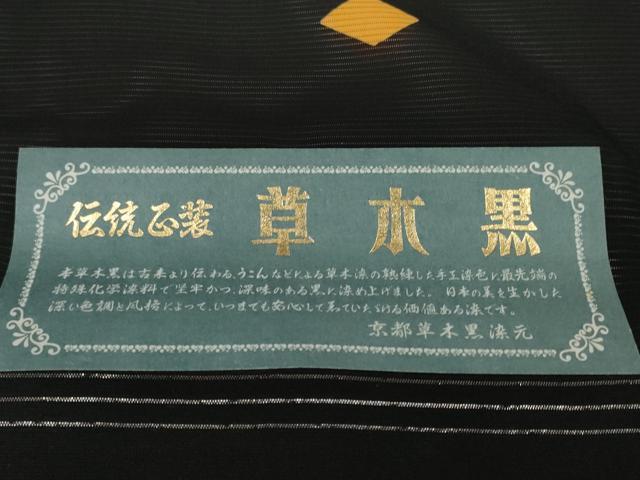 伝統正装 草木黒
本草木黒は古来より伝わる、うこんなどによる草木染の熟練した手工染色に最先端の
特殊化学染料で堅牢かつ、深味のある黒に染め上げました。日本の美を生かした
深い色調と風格によって、いつまでも安心して着ていただける価値ある染です。
京都草木黒染元